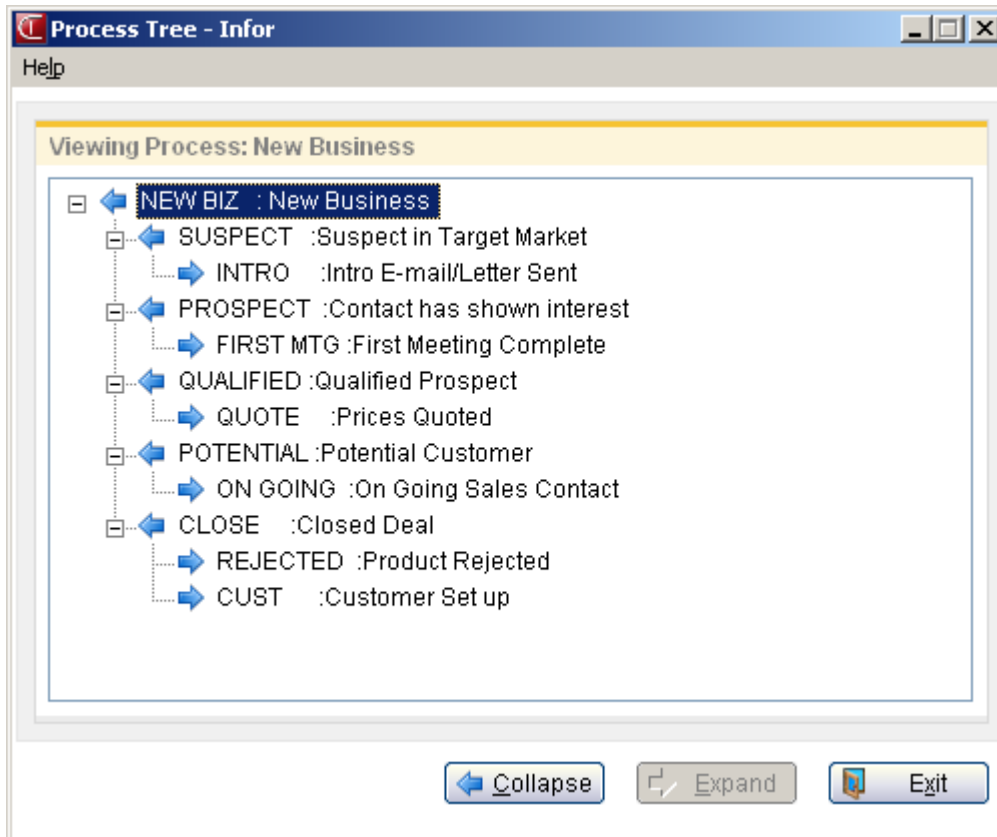 Process Tree - Infor
Help
Viewing Process: New Business
NEW BIZ : New Business
SUSPECT :Suspect in Target Market
INTRO :Intro E-mail/Letter Sent
PROSPECT :Contact has shown interest
FIRST MTG :First Meeting Complete
QUALIFIED :Qualified Prospect
QUOTE :Prices Quoted
POTENTIAL :Potential Customer
ON GOING :On Going Sales Contact
CLOSE :Closed Deal
REJECTED :Product Rejected
CUST :Customer Set up
Collapse Expand Exit